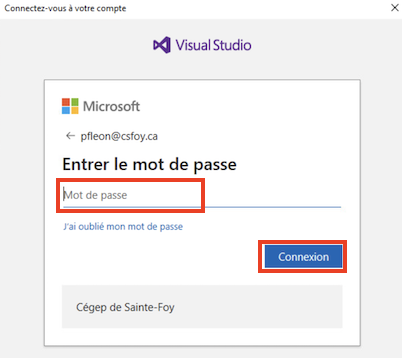 Connectez-vous à votre compte
Visual Studio
Microsoft
pfleon@csfoy.ca
Entrer le mot de passe
Mot de passe
J'ai oublié mon mot de passe
Connexion
Cégep de Sainte-Foy